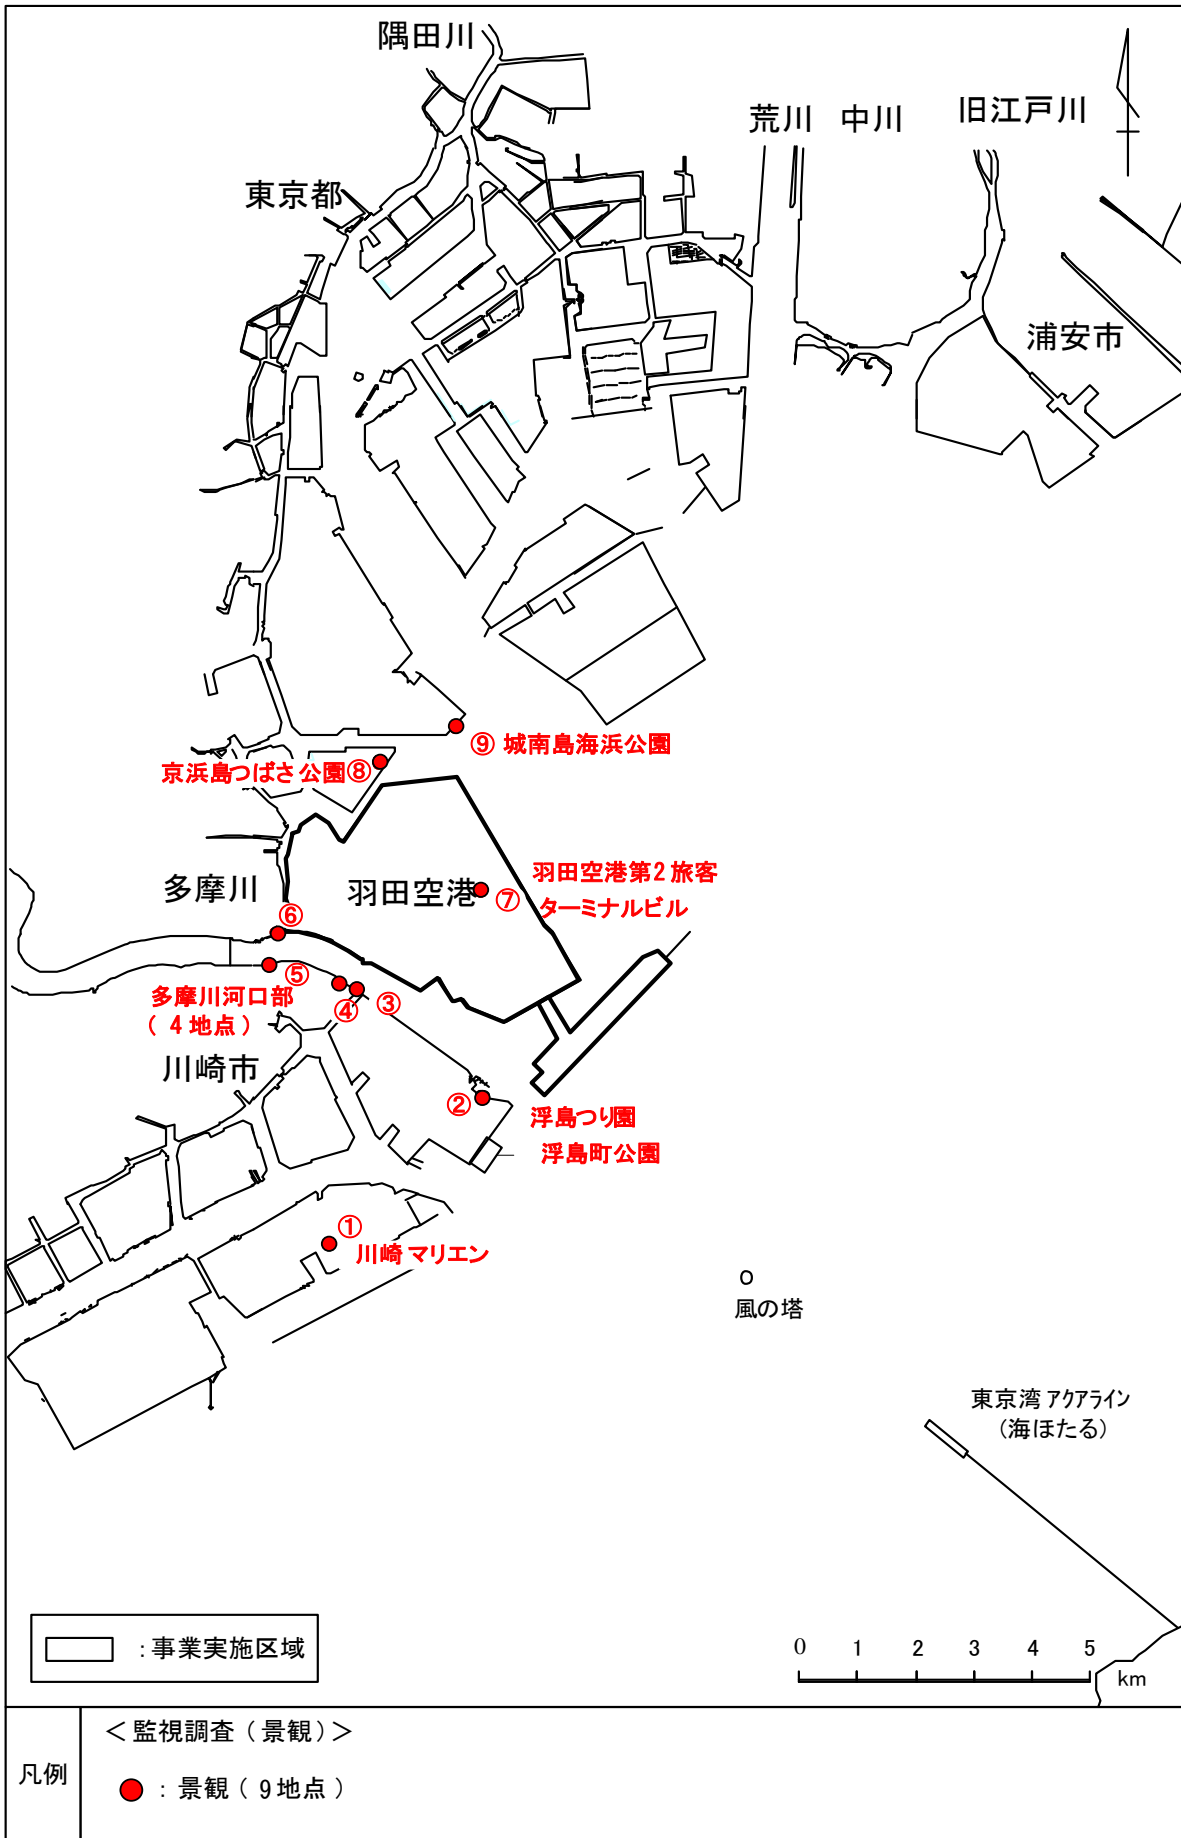 隅田川
荒川 中川
旧江戸川
東京都
浦安市
⑨ 城南島海浜公園
京浜島つばさ公園⑧
羽田空港第2旅客
ターミナルビル
多摩川
羽田空港
⑦
⑥
⑤
多摩川河口部
(4地点)
④
③
川崎市
②
浮島つり園
浮島町公園
①
川崎マリエン
風の塔
東京湾アクアライン
(海ほたる)
:事業実施区域
0 1 2 3 4 5
km
凡例
<監視調査(景観)>
:景観(9地点)